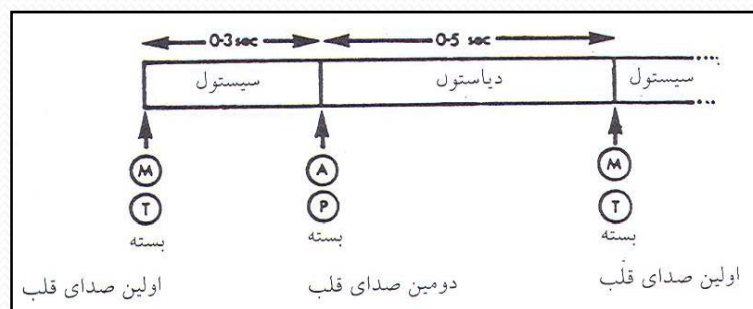 0-3 sec 0-5 sec
سیستول دیاستول سیستول
M A M
T P T
بسته بسته بسته
اولین صدای قلب دومین صدای قلب اولین صدای قلب